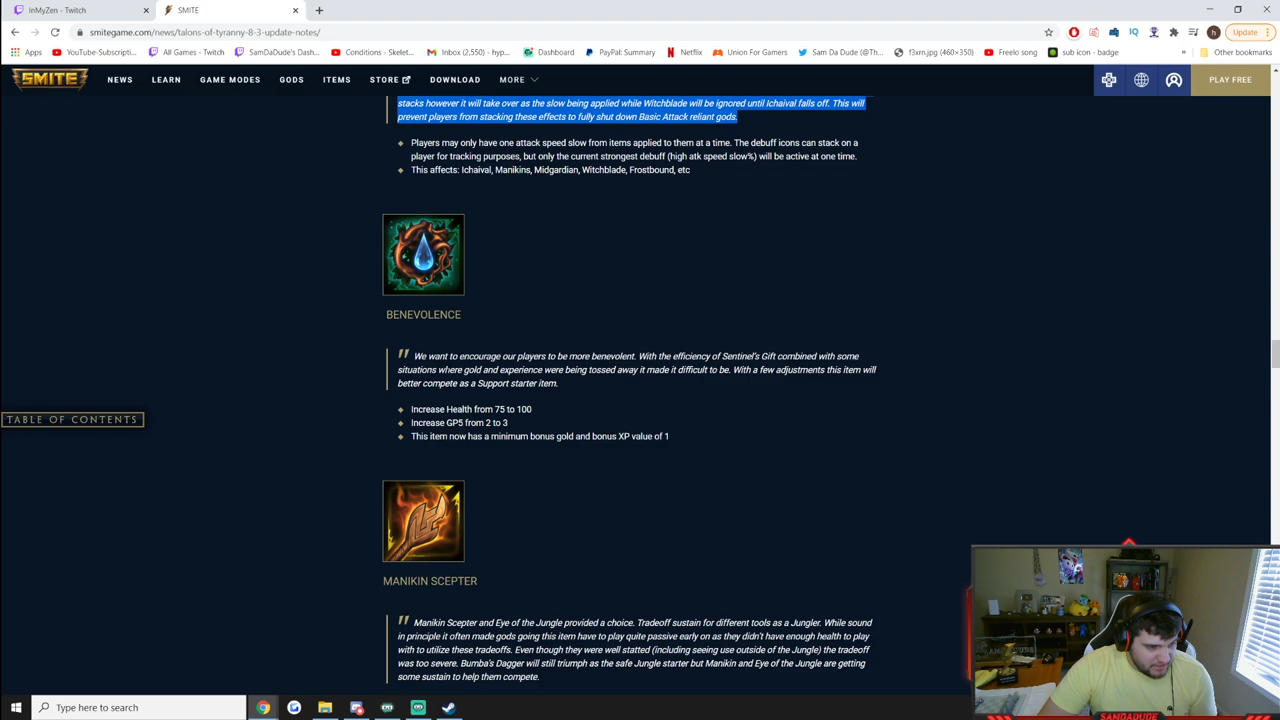 InMyZen - Twitch
SMITE
smitegame.com/news/talons-of-tyranny-8-3-update-notes/
Update
Apps
YouTube-Subscripti...
All Games - Twitch
SamDaDude's Dash...
Conditions - Skelet...
Inbox (2,550) - hyp...
Dashboard
PayPal: Summary
Netflix
Union For Gamers
Sam Da Dude (@Th...
f3xrn.jpg (460×350)
Freelo song
sub icon - badge
Other bookmarks
SMITE
NEWS
LEARN
GAME MODES
GODS
ITEMS
STORE
DOWNLOAD
MORE
PLAY FREE
stacks however it will take over as the slow being applied while Witchblade will be ignored until Ichaival falls off. This will
prevent players from stacking these effects to fully shut down Basic Attack reliant gods.
Players may only have one attack speed slow from items applied to them at a time. The debuff icons can stack on a
player for tracking purposes, but only the current strongest debuff (high atk speed slow%) will be active at one time.
This affects: Ichaival, Manikins, Midgardian, Witchblade, Frostbound, etc
BENEVOLENCE
We want to encourage our players to be more benevolent. With the efficiency of Sentinel's Gift combined with some
situations where gold and experience were being tossed away it made it difficult to be. With a few adjustments this item will
better compete as a Support starter item.
TABLE OF CONTENTS
Increase Health from 75 to 100
Increase GP5 from 2 to 3
This item now has a minimum bonus gold and bonus XP value of 1
MANIKIN SCEPTER
Manikin Scepter and Eye of the Jungle provided a choice. Tradeoff sustain for different tools as a Jungler. While sound
in principle it often made gods going this item have to play quite passive early on as they didn't have enough health to play
with to utilize these tradeoffs. Even though they were well statted (including seeing use outside of the Jungle) the tradeoff
was too severe. Bumba's Dagger will still triumph as the safe Jungle starter but Manikin and Eye of the Jungle are getting
some sustain to help them compete.
Type here to search
SAMDADUDE